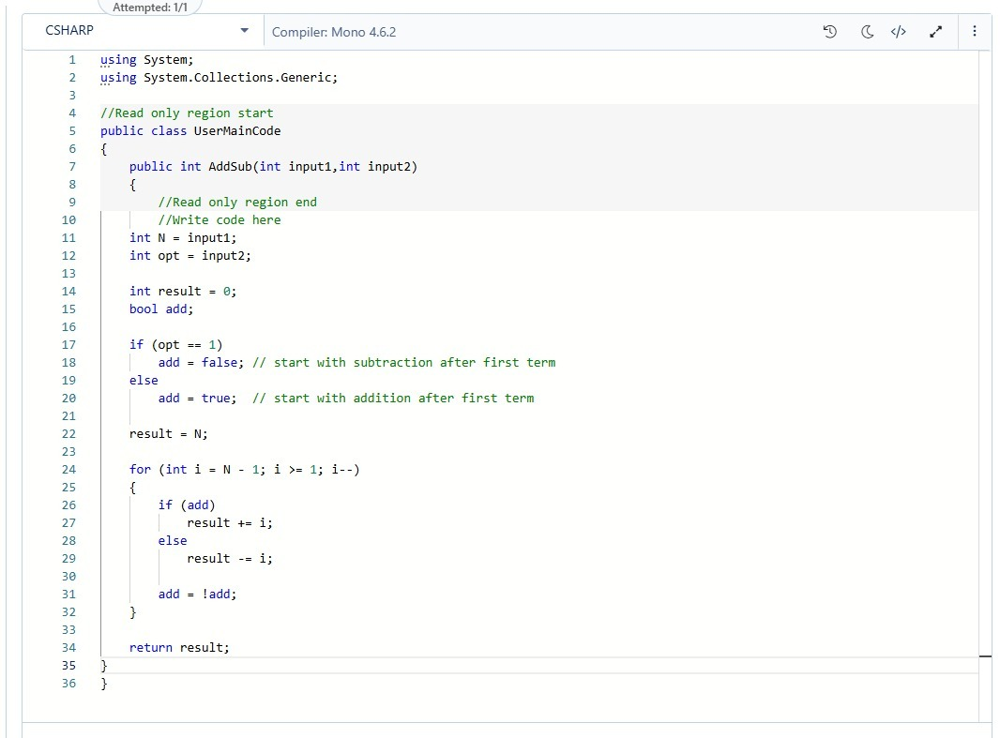 Attempted: 1/1
CSHARP
Compiler: Mono 4.6.2
</>
1 using System;
2 using System.Collections.Generic;
3
4 //Read only region start
5 public class UserMainCode
6 {
7     public int AddSub(int input1,int input2)
8     {
9         //Read only region end
10         //Write code here
11     int N = input1;
12     int opt = input2;
13
14     int result = 0;
15     bool add;
16
17     if (opt == 1)
18         add = false; // start with subtraction after first term
19     else
20         add = true;  // start with addition after first term
21
22     result = N;
23
24     for (int i = N - 1; i >= 1; i--)
25     {
26         if (add)
27             result += i;
28         else
29             result -= i;
30
31         add = !add;
32     }
33
34     return result;
35 }
36 }